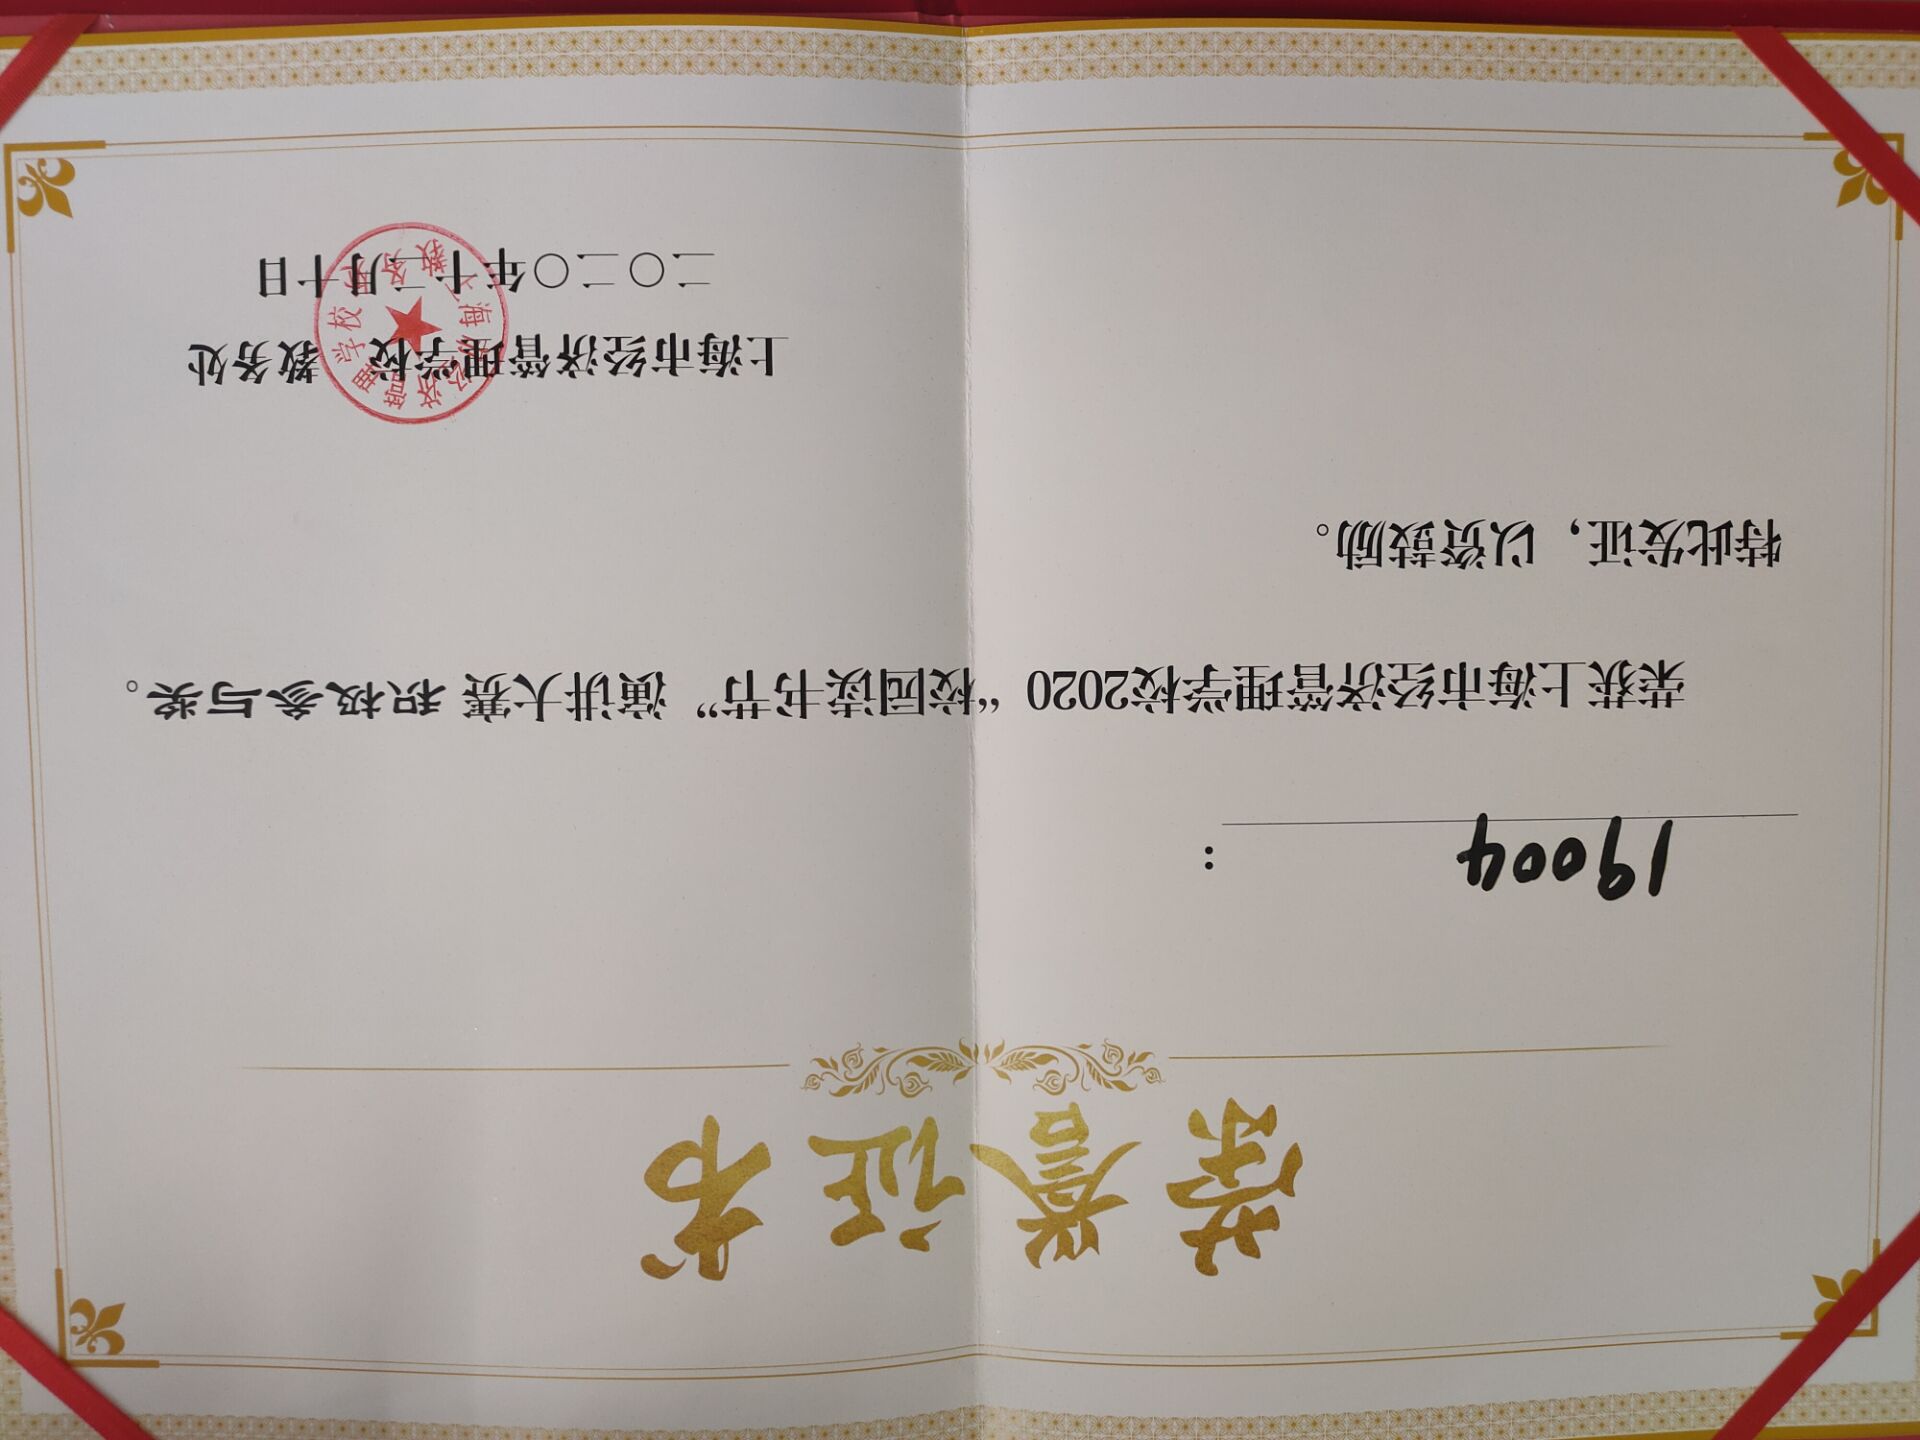 荣誉证书
19004：
荣获上海市经济管理学校2020“校园读书节”演讲大赛 积极参与奖。
特此发证，以资鼓励。
上海市经济管理学校 教务处
二〇二〇年十二月十日
上海市经济管理学校
教务处